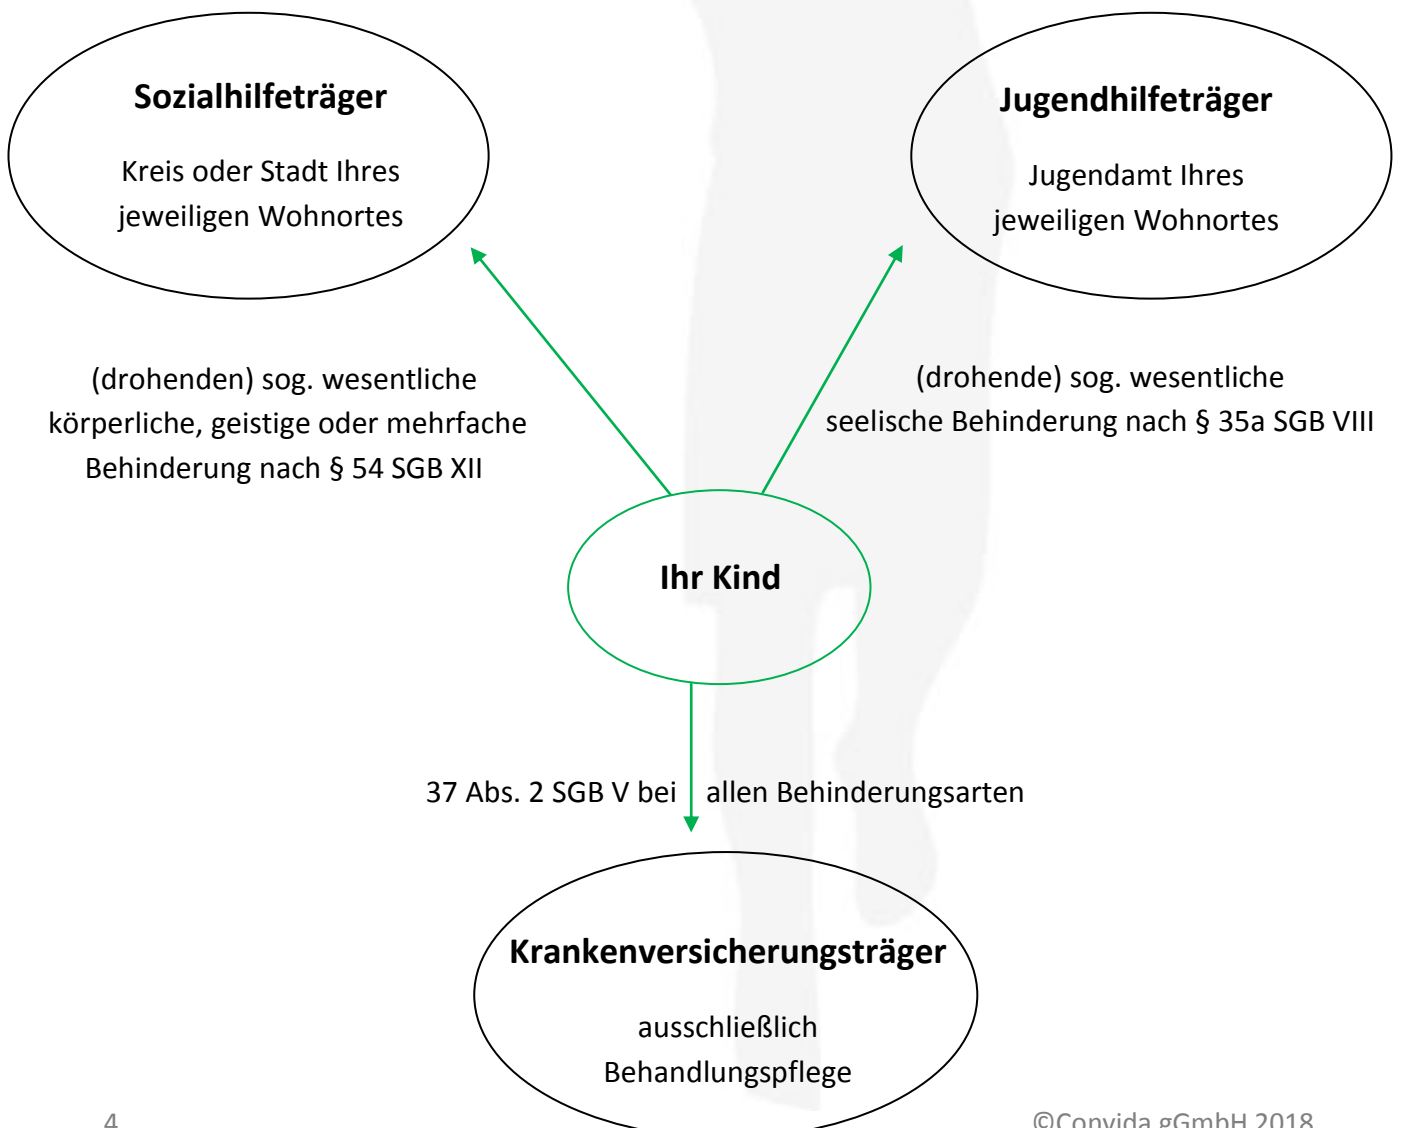 Sozialhilfeträger
Kreis oder Stadt Ihres
jeweiligen Wohnortes
Jugendhilfeträger
Jugendamt Ihres
jeweiligen Wohnortes
(drohenden) sog. wesentliche
körperliche, geistige oder mehrfache
Behinderung nach § 54 SGB XII
(drohende) sog. wesentliche
seelische Behinderung nach § 35a SGB VIII
Ihr Kind
37 Abs. 2 SGB V bei allen Behinderungsarten
Krankenversicherungsträger
ausschließlich
Behandlungspflege
4
©Convida gGmbH 2018